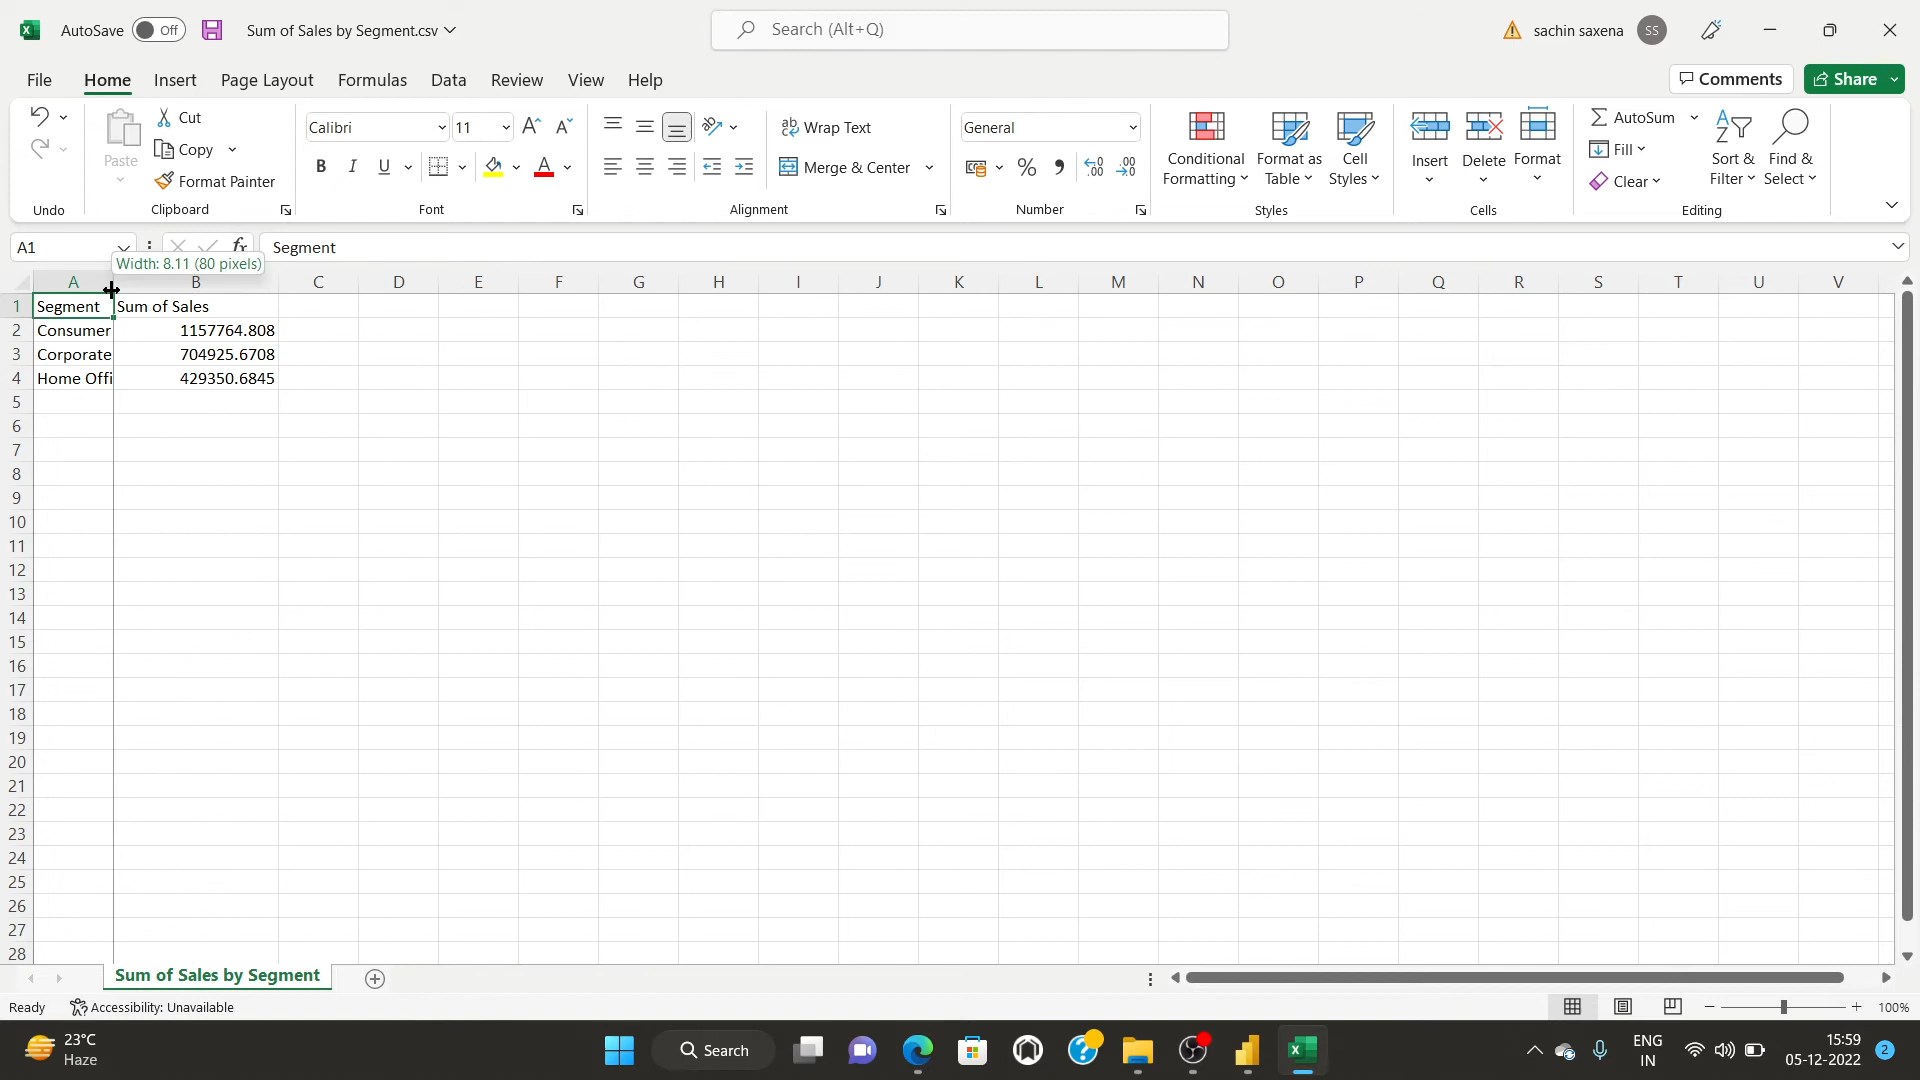 AutoSave Off Sum of Sales by Segment.csv Search (Alt+Q) sachin saxena SS
File Home Insert Page Layout Formulas Data Review View Help Comments Share
Paste Cut Copy Format Painter
Calibri 11 B I U A
Wrap Text Merge & Center
General
Conditional Formatting Format as Table Cell Styles
Insert Delete Format
AutoSum Fill Clear Sort & Filter Find & Select
Undo Clipboard Font Alignment Number Styles Cells Editing
A1 fx Segment
Width: 8.11 (80 pixels)
A B C D E F G H I J K L M N O P Q R S T U V
1 Segment Sum of Sales
2 Consumer 1157764.808
3 Corporate 704925.6708
4 Home Offi 429350.6845
5
6
7
8
9
10
11
12
13
14
15
16
17
18
19
20
21
22
23
24
25
26
27
28
Sum of Sales by Segment
Ready Accessibility: Unavailable 100%
23°C
Haze
Search
ENG
IN
15:59
05-12-2022
2